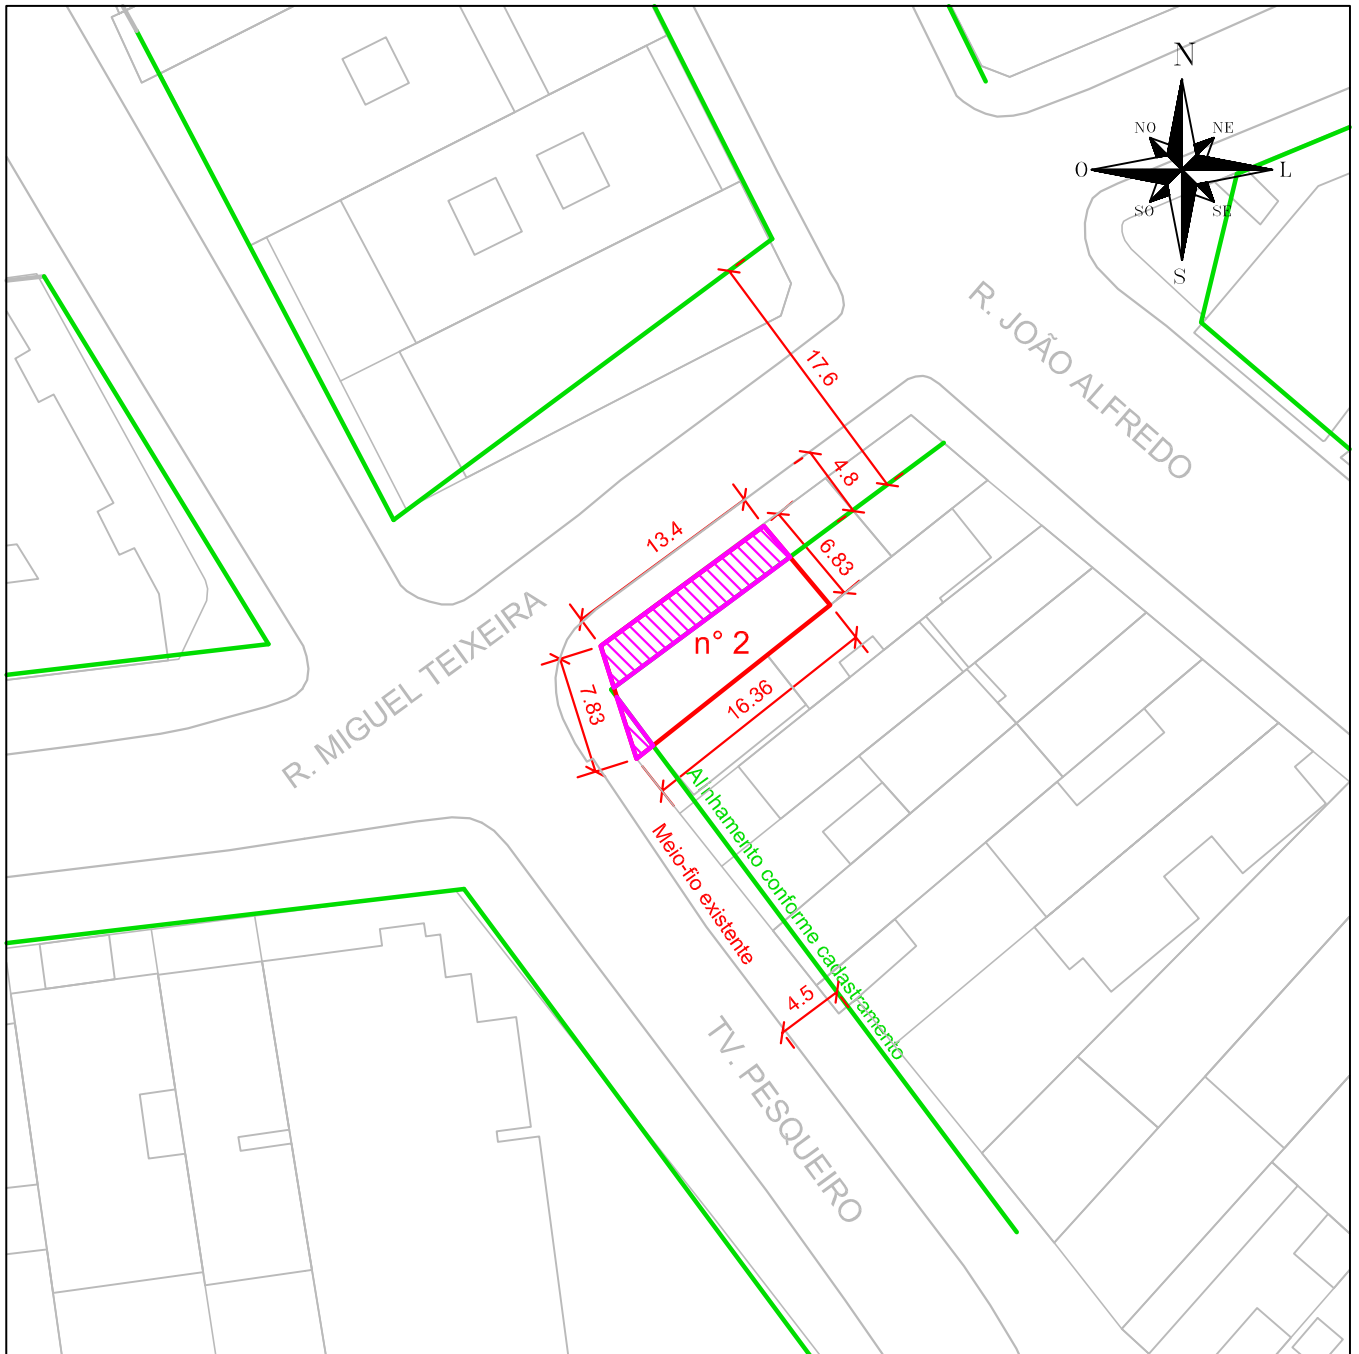 N
NO
NE
O
L
SO
SE
S
R. JOÃO ALFREDO
17.6
4.8
13.4
6.83
R. MIGUEL TEIXEIRA
n° 2
7.83
16.36
Alinhamento conforme cadastramento
Meio-fio existente
4.5
TV. PESQUEIRO